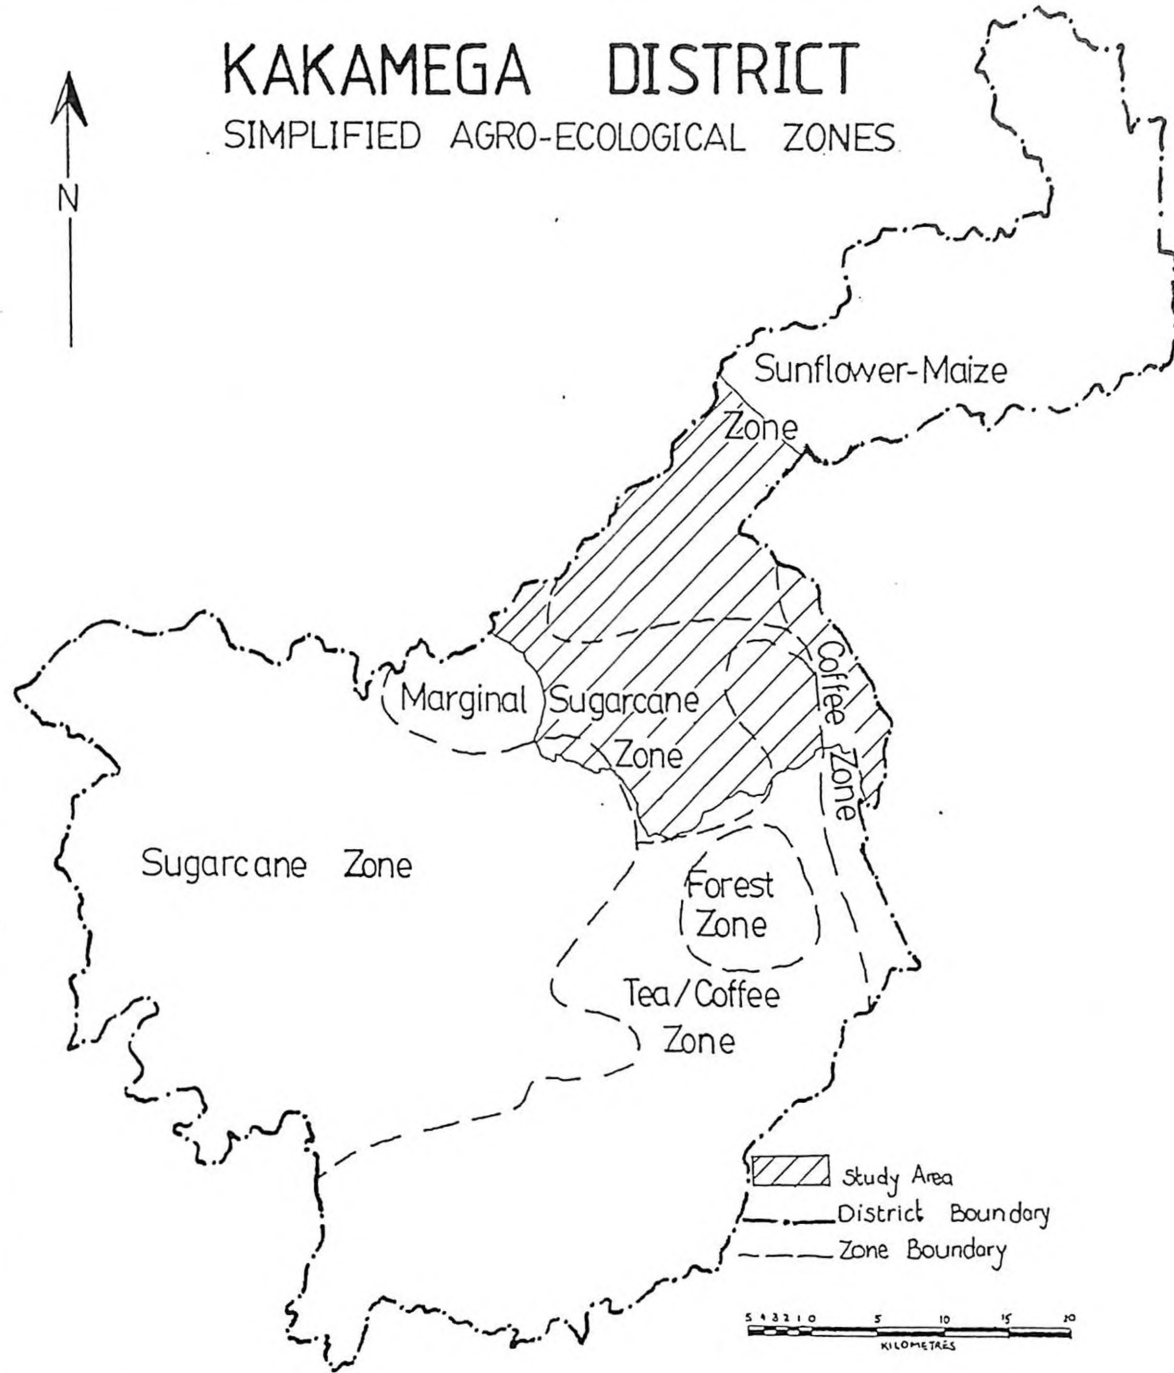 KAKAMEGA DISTRICT
SIMPLIFIED AGRO-ECOLOGICAL ZONES
N
Sunflower-Maize
Zone
Marginal Sugarcane
Zone
Coffee Zone
Sugarcane Zone
Forest
Zone
Tea/Coffee
Zone
Study Area
District Boundary
Zone Boundary
5 4 3 2 1 0 5 10 15 20
KILOMETRES